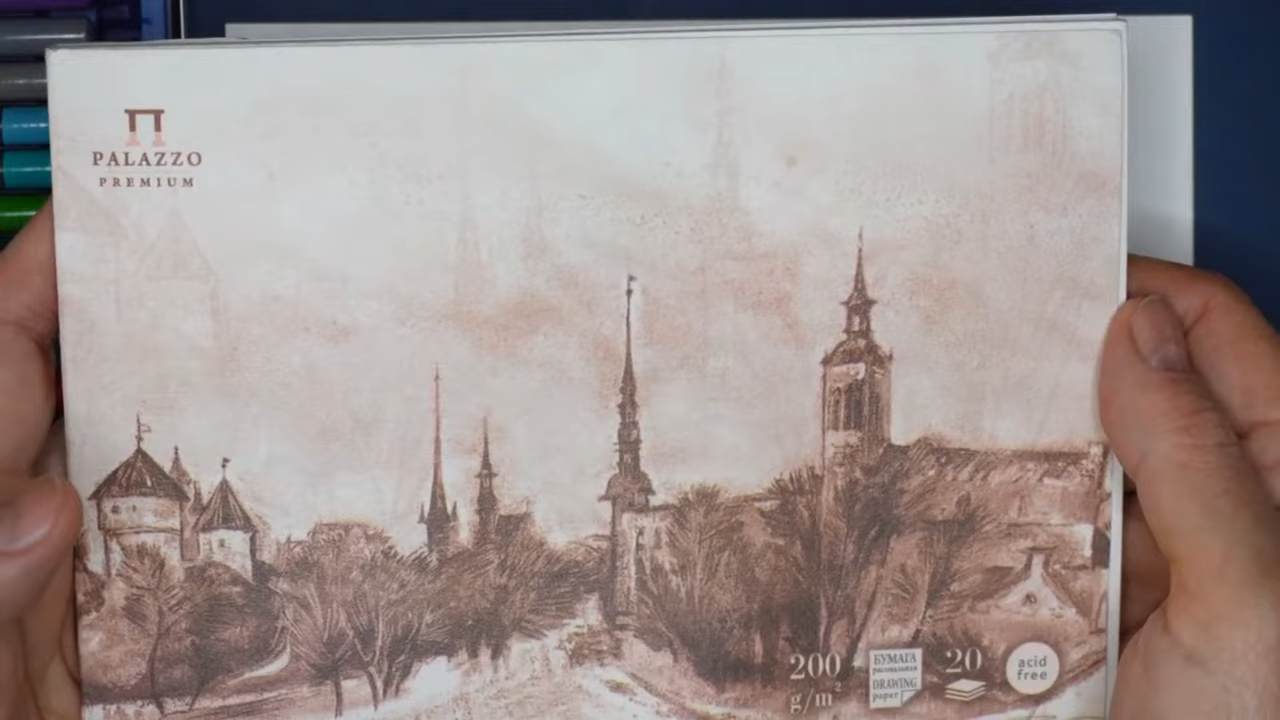 PALAZZO
PREMIUM
200
g/m²
БУМАГА
рисовальная
DRAWING
paper
20
acid
free